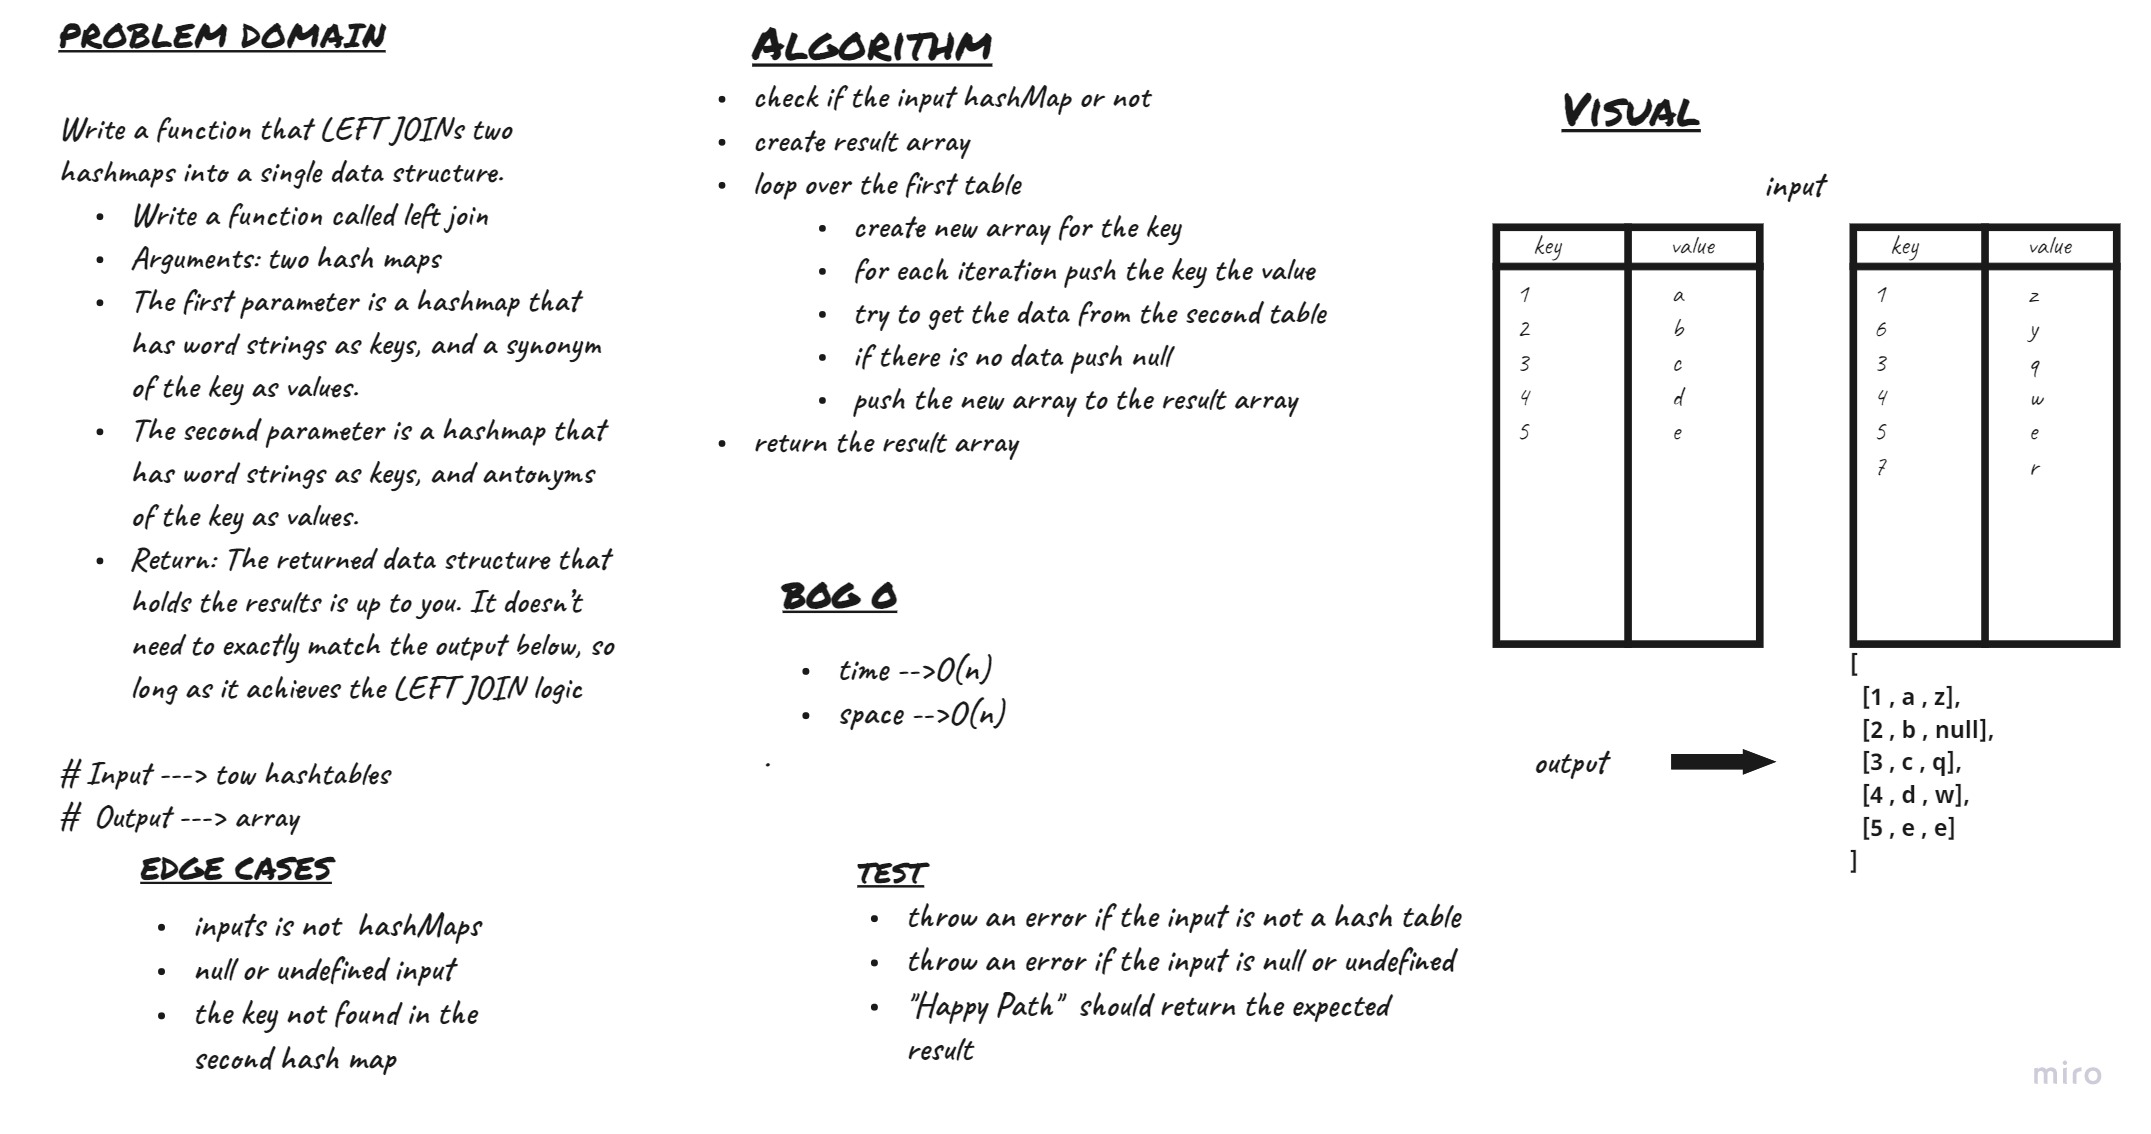 PROBLEM DOMAIN
Write a function that LEFT JOINs two
hashmaps into a single data structure.
• Write a function called left join
• Arguments: two hash maps
• The first parameter is a hashmap that
has word strings as keys, and a synonym
of the key as values.
• The second parameter is a hashmap that
has word strings as keys, and antonyms
of the key as values.
• Return: The returned data structure that
holds the results is up to you. It doesn't
need to exactly match the output below, so
long as it achieves the LEFT JOIN logic
# Input ---> tow hashtables
# Output ---> array
EDGE CASES
• inputs is not hashMaps
• null or undefined input
• the key not found in the
second hash map
ALGORITHM
• check if the input hashMap or not
• create result array
• loop over the first table
• create new array for the key
• for each iteration push the key the value
• try to get the data from the second table
• if there is no data push null
• push the new array to the result array
• return the result array
BOG O
• time -->O(n)
• space -->O(n)
.
TEST
• throw an error if the input is not a hash table
• throw an error if the input is null or undefined
• "Happy Path" should return the expected
result
VISUAL
input
key value
1 a
2 b
3 c
4 d
5 e
key value
1 z
6 y
3 q
4 w
5 e
7 r
output
[
[1 , a , z],
[2 , b , null],
[3 , c , q],
[4 , d , w],
[5 , e , e]
]
miro